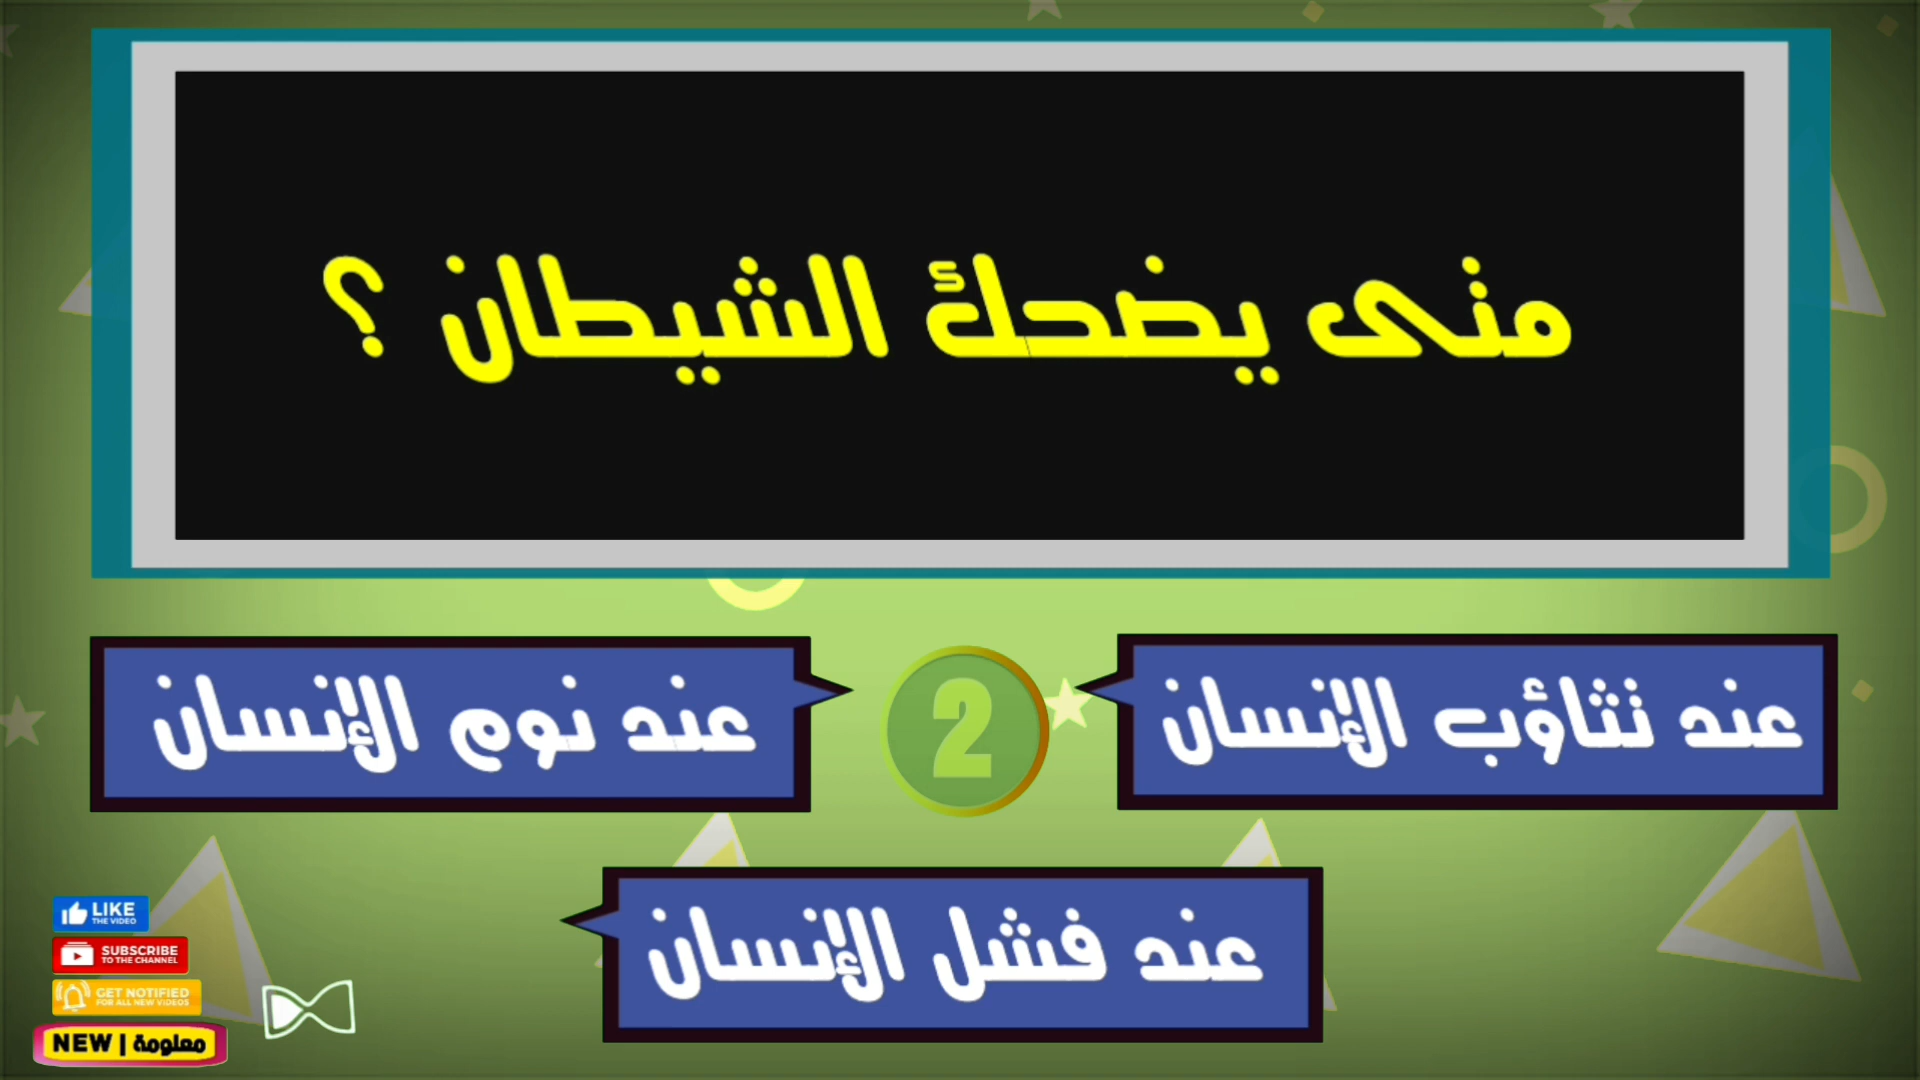 متى يضحك الشيطان ؟
عند تثاؤب الإنسان
2
عند نوم الإنسان
عند فشل الإنسان
LIKE
THE VIDEO
SUBSCRIBE
TO THE CHANNEL
GET NOTIFIED
FOR ALL NEW VIDEOS
معلومة | NEW